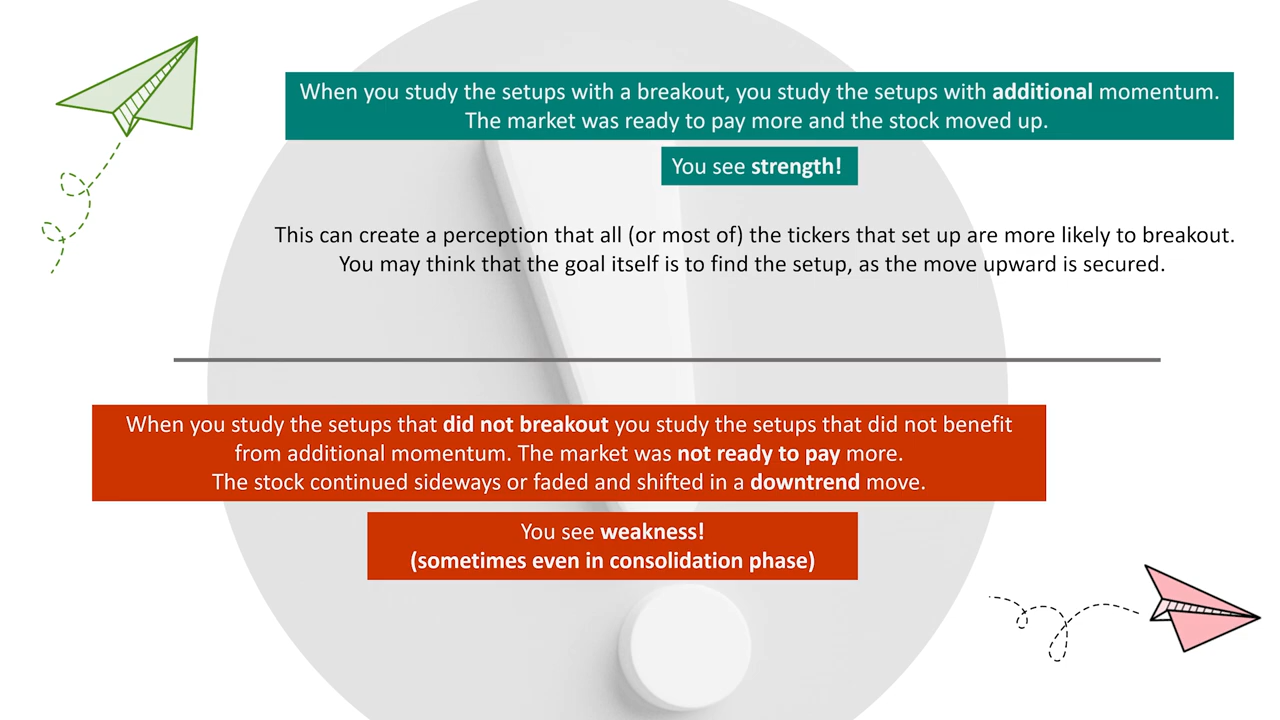 When you study the setups with a breakout, you study the setups with additional momentum.
The market was ready to pay more and the stock moved up.
You see strength!
This can create a perception that all (or most of) the tickers that set up are more likely to breakout.
You may think that the goal itself is to find the setup, as the move upward is secured.
When you study the setups that did not breakout you study the setups that did not benefit
from additional momentum. The market was not ready to pay more.
The stock continued sideways or faded and shifted in a downtrend move.
You see weakness!
(sometimes even in consolidation phase)